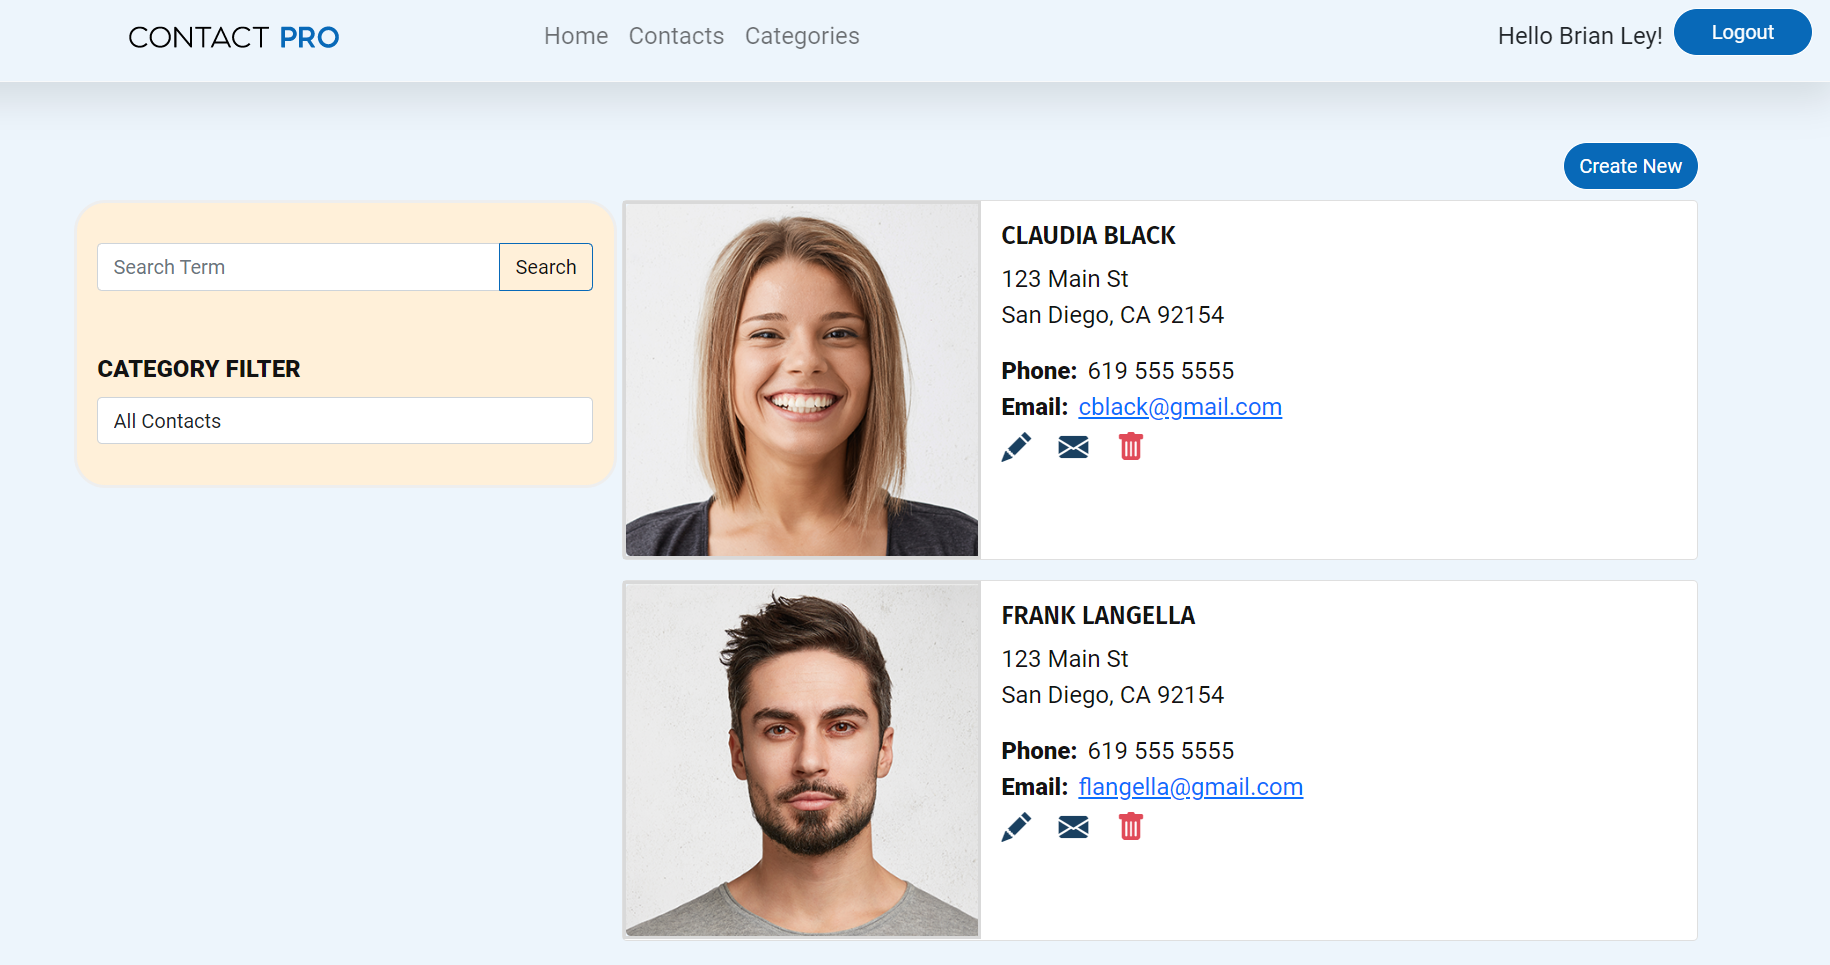 CONTACT PRO
Home Contacts Categories
Hello Brian Ley!
Logout
Create New
Search Term
Search
CATEGORY FILTER
All Contacts
CLAUDIA BLACK
123 Main St
San Diego, CA 92154
Phone: 619 555 5555
Email: cblack@gmail.com
FRANK LANGELLA
123 Main St
San Diego, CA 92154
Phone: 619 555 5555
Email: flangella@gmail.com